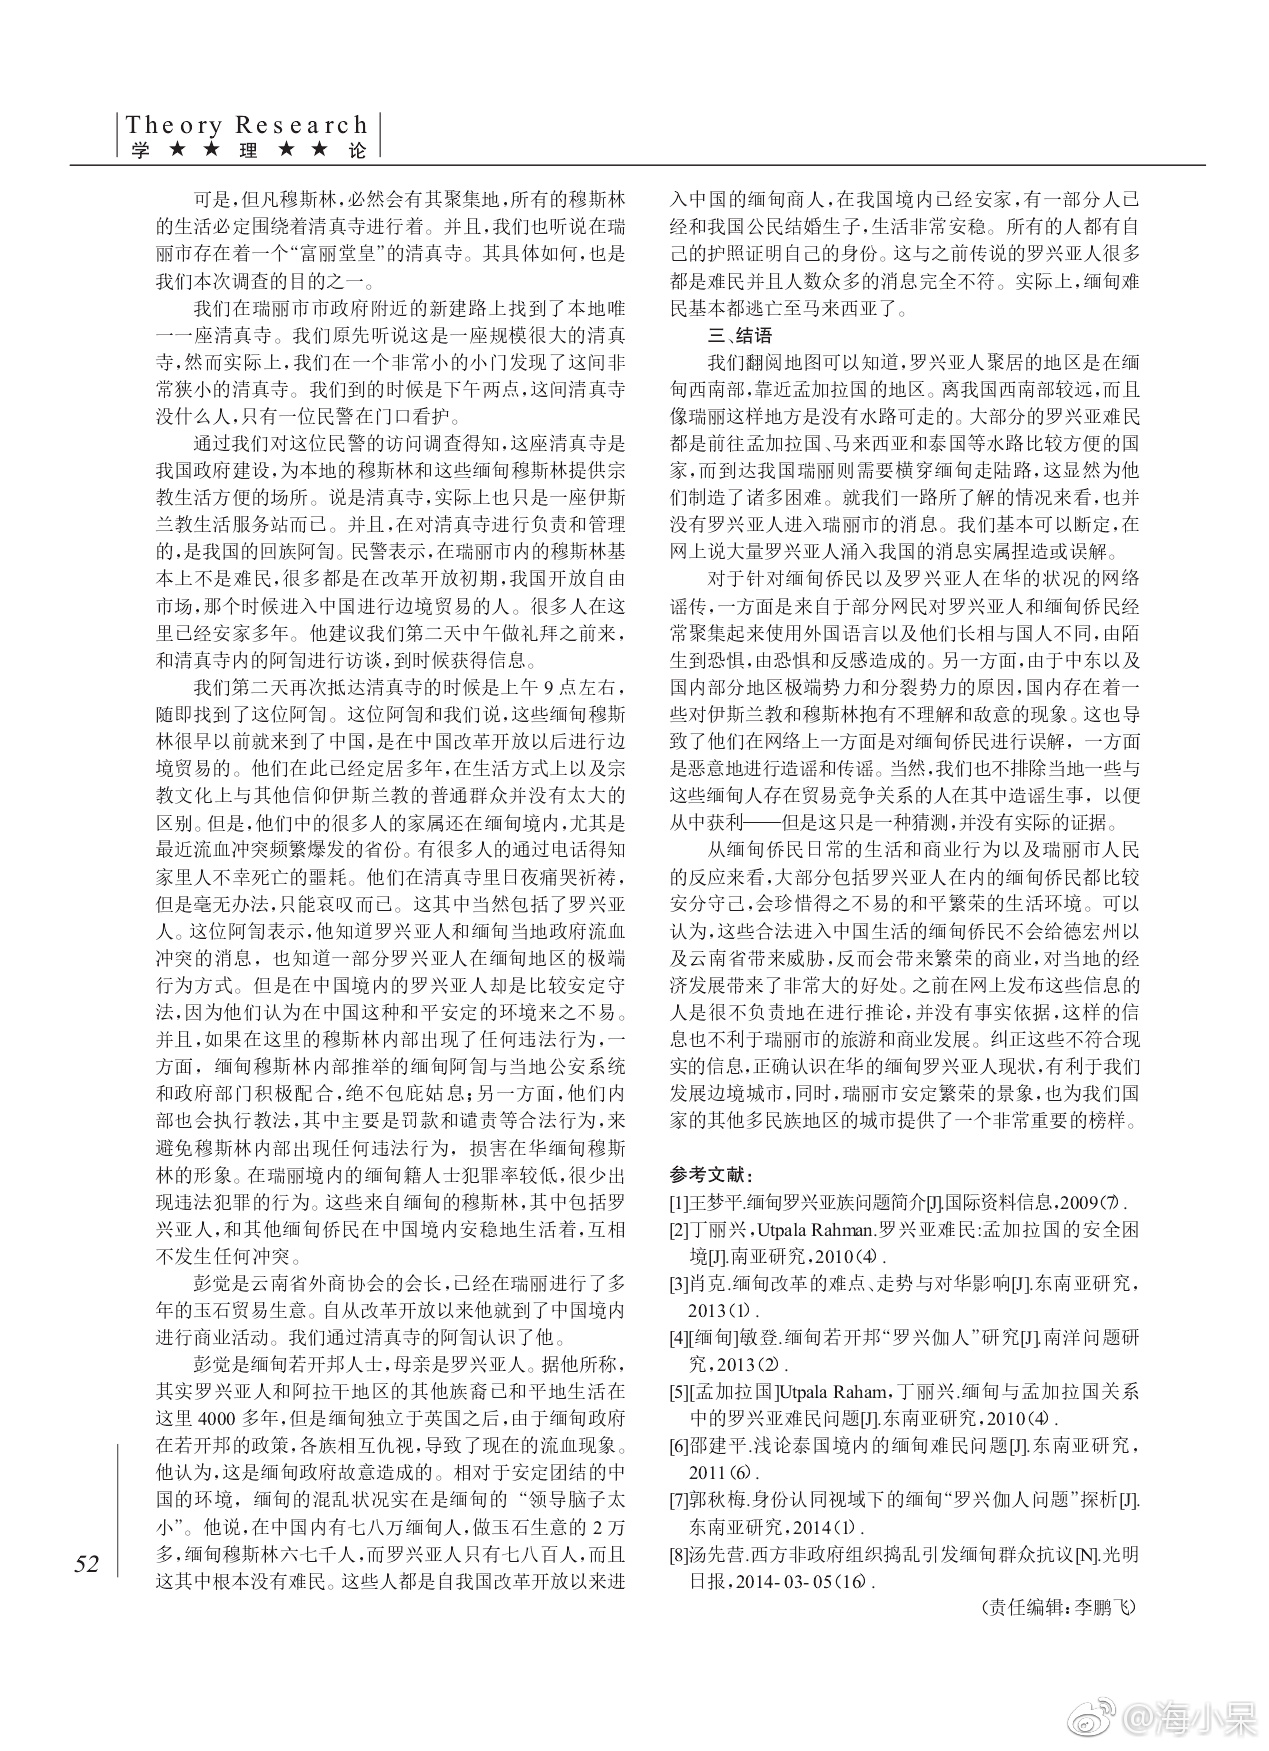 Theory Research
学 ★ ★ 理 ★ ★ 论
可是,但凡穆斯林,必然会有其聚集地,所有的穆斯林
的生活必定围绕着清真寺进行着。并且,我们也听说在瑞
丽市存在着一个“富丽堂皇”的清真寺。其具体如何,也是
我们本次调查的目的之一。
我们在瑞丽市市政府附近的新建路上找到了本地唯
一一座清真寺。我们原先听说这是一座规模很大的清真
寺,然而实际上,我们在一个非常小的小门发现了这间非
常狭小的清真寺。我们到的时候是下午两点,这间清真寺
没什么人,只有一位民警在门口看护。
通过我们对这位民警的访问调查得知,这座清真寺是
我国政府建设,为本地的穆斯林和这些缅甸穆斯林提供宗
教生活方便的场所。说是清真寺,实际上也只是一座伊斯
兰教生活服务站而已。并且,在对清真寺进行负责和管理
的,是我国的回族阿訇。民警表示,在瑞丽市内的穆斯林基
本上不是难民,很多都是在改革开放初期,我国开放自由
市场,那个时候进入中国进行边境贸易的人。很多人在这
里已经安家多年。他建议我们第二天中午做礼拜之前来,
和清真寺内的阿訇进行访谈,到时候获得信息。
我们第二天再次抵达清真寺的时候是上午 9 点左右,
随即找到了这位阿訇。这位阿訇和我们说,这些缅甸穆斯
林很早以前就来到了中国,是在中国改革开放以后进行边
境贸易的。他们在此已经定居多年,在生活方式上以及宗
教文化上与其他信仰伊斯兰教的普通群众并没有太大的
区别。但是,他们中的很多人的家属还在缅甸境内,尤其是
最近流血冲突频繁爆发的省份。有很多人的通过电话得知
家里人不幸死亡的噩耗。他们在清真寺里日夜痛哭祈祷,
但是毫无办法,只能哀叹而已。这其中当然包括了罗兴亚
人。这位阿訇表示,他知道罗兴亚人和缅甸当地政府流血
冲突的消息，也知道一部分罗兴亚人在缅甸地区的极端
行为方式。但是在中国境内的罗兴亚人却是比较安定守
法,因为他们认为在中国这种和平安定的环境来之不易。
并且,如果在这里的穆斯林内部出现了任何违法行为,一
方面，缅甸穆斯林内部推举的缅甸阿訇与当地公安系统
和政府部门积极配合,绝不包庇姑息;另一方面,他们内
部也会执行教法,其中主要是罚款和谴责等合法行为,来
避免穆斯林内部出现任何违法行为，损害在华缅甸穆斯
林的形象。在瑞丽境内的缅甸籍人士犯罪率较低,很少出
现违法犯罪的行为。这些来自缅甸的穆斯林,其中包括罗
兴亚人,和其他缅甸侨民在中国境内安稳地生活着,互相
不发生任何冲突。
彭觉是云南省外商协会的会长,已经在瑞丽进行了多
年的玉石贸易生意。自从改革开放以来他就到了中国境内
进行商业活动。我们通过清真寺的阿訇认识了他。
彭觉是缅甸若开邦人士,母亲是罗兴亚人。据他所称,
其实罗兴亚人和阿拉干地区的其他族裔已和平地生活在
这里 4000 多年,但是缅甸独立于英国之后,由于缅甸政府
在若开邦的政策,各族相互仇视,导致了现在的流血现象。
他认为,这是缅甸政府故意造成的。相对于安定团结的中
国的环境，缅甸的混乱状况实在是缅甸的“领导脑子太
小”。他说,在中国内有七八万缅甸人,做玉石生意的 2 万
多,缅甸穆斯林六七千人,而罗兴亚人只有七八百人,而且
这其中根本没有难民。这些人都是自我国改革开放以来进
52
入中国的缅甸商人,在我国境内已经安家,有一部分人已
经和我国公民结婚生子,生活非常安稳。所有的人都有自
己的护照证明自己的身份。这与之前传说的罗兴亚人很多
都是难民并且人数众多的消息完全不符。实际上,缅甸难
民基本都逃亡至马来西亚了。
三、结语
我们翻阅地图可以知道,罗兴亚人聚居的地区是在缅
甸西南部,靠近孟加拉国的地区。离我国西南部较远,而且
像瑞丽这样地方是没有水路可走的。大部分的罗兴亚难民
都是前往孟加拉国、马来西亚和泰国等水路比较方便的国
家,而到达我国瑞丽则需要横穿缅甸走陆路,这显然为他
们制造了诸多困难。就我们一路所了解的情况来看,也并
没有罗兴亚人进入瑞丽市的消息。我们基本可以断定,在
网上说大量罗兴亚人涌入我国的消息实属捏造或误解。
对于针对缅甸侨民以及罗兴亚人在华的状况的网络
谣传,一方面是来自于部分网民对罗兴亚人和缅甸侨民经
常聚集起来使用外国语言以及他们长相与国人不同,由陌
生到恐惧,由恐惧和反感造成的。另一方面,由于中东以及
国内部分地区极端势力和分裂势力的原因,国内存在着一
些对伊斯兰教和穆斯林抱有不理解和敌意的现象。这也导
致了他们在网络上一方面是对缅甸侨民进行误解，一方面
是恶意地进行造谣和传谣。当然,我们也不排除当地一些与
这些缅甸人存在贸易竞争关系的人在其中造谣生事，以便
从中获利——但是这只是一种猜测,并没有实际的证据。
从缅甸侨民日常的生活和商业行为以及瑞丽市人民
的反应来看,大部分包括罗兴亚人在内的缅甸侨民都比较
安分守己,会珍惜得之不易的和平繁荣的生活环境。可以
认为,这些合法进入中国生活的缅甸侨民不会给德宏州以
及云南省带来威胁,反而会带来繁荣的商业,对当地的经
济发展带来了非常大的好处。之前在网上发布这些信息的
人是很不负责地在进行推论,并没有事实依据,这样的信
息也不利于瑞丽市的旅游和商业发展。纠正这些不符合现
实的信息,正确认识在华的缅甸罗兴亚人现状,有利于我们
发展边境城市,同时,瑞丽市安定繁荣的景象,也为我们国
家的其他多民族地区的城市提供了一个非常重要的榜样。
参考文献:
[1]王梦平.缅甸罗兴亚族问题简介[J].国际资料信息,2009(7).
[2]丁丽兴,Utpala Rahman.罗兴亚难民:孟加拉国的安全困
境[J].南亚研究,2010(4).
[3]肖克.缅甸改革的难点、走势与对华影响[J].东南亚研究,
2013(1).
[4][缅甸]敏登.缅甸若开邦“罗兴伽人”研究[J].南洋问题研
究,2013(2).
[5][孟加拉国]Utpala Raham,丁丽兴.缅甸与孟加拉国关系
中的罗兴亚难民问题[J].东南亚研究,2010(4).
[6]邵建平.浅论泰国境内的缅甸难民问题[J].东南亚研究,
2011(6).
[7]郭秋梅.身份认同视域下的缅甸“罗兴伽人问题”探析[J].
东南亚研究,2014(1).
[8]汤先营.西方非政府组织捣乱引发缅甸群众抗议[N].光明
日报,2014-03-05(16).
(责任编辑:李鹏飞)
@海小呆